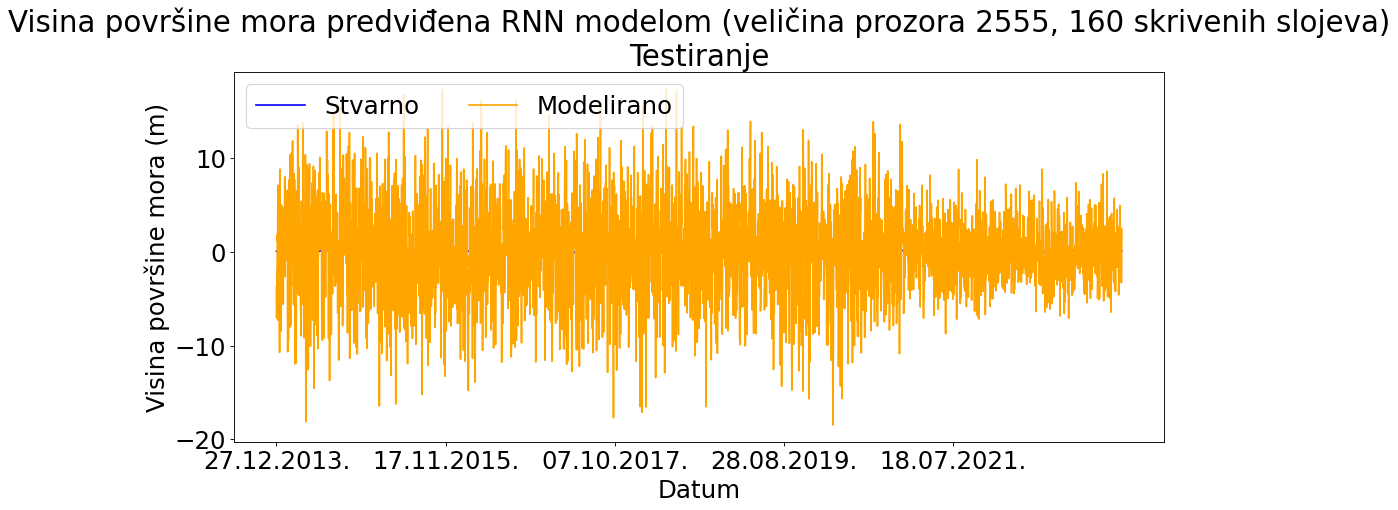 Visina površine mora predviđena RNN modelom (veličina prozora 2555, 160 skrivenih slojeva)
Testiranje
Stvarno Modelirano
Visina površine mora (m)
10
0
−10
−20
27.12.2013. 17.11.2015. 07.10.2017. 28.08.2019. 18.07.2021.
Datum